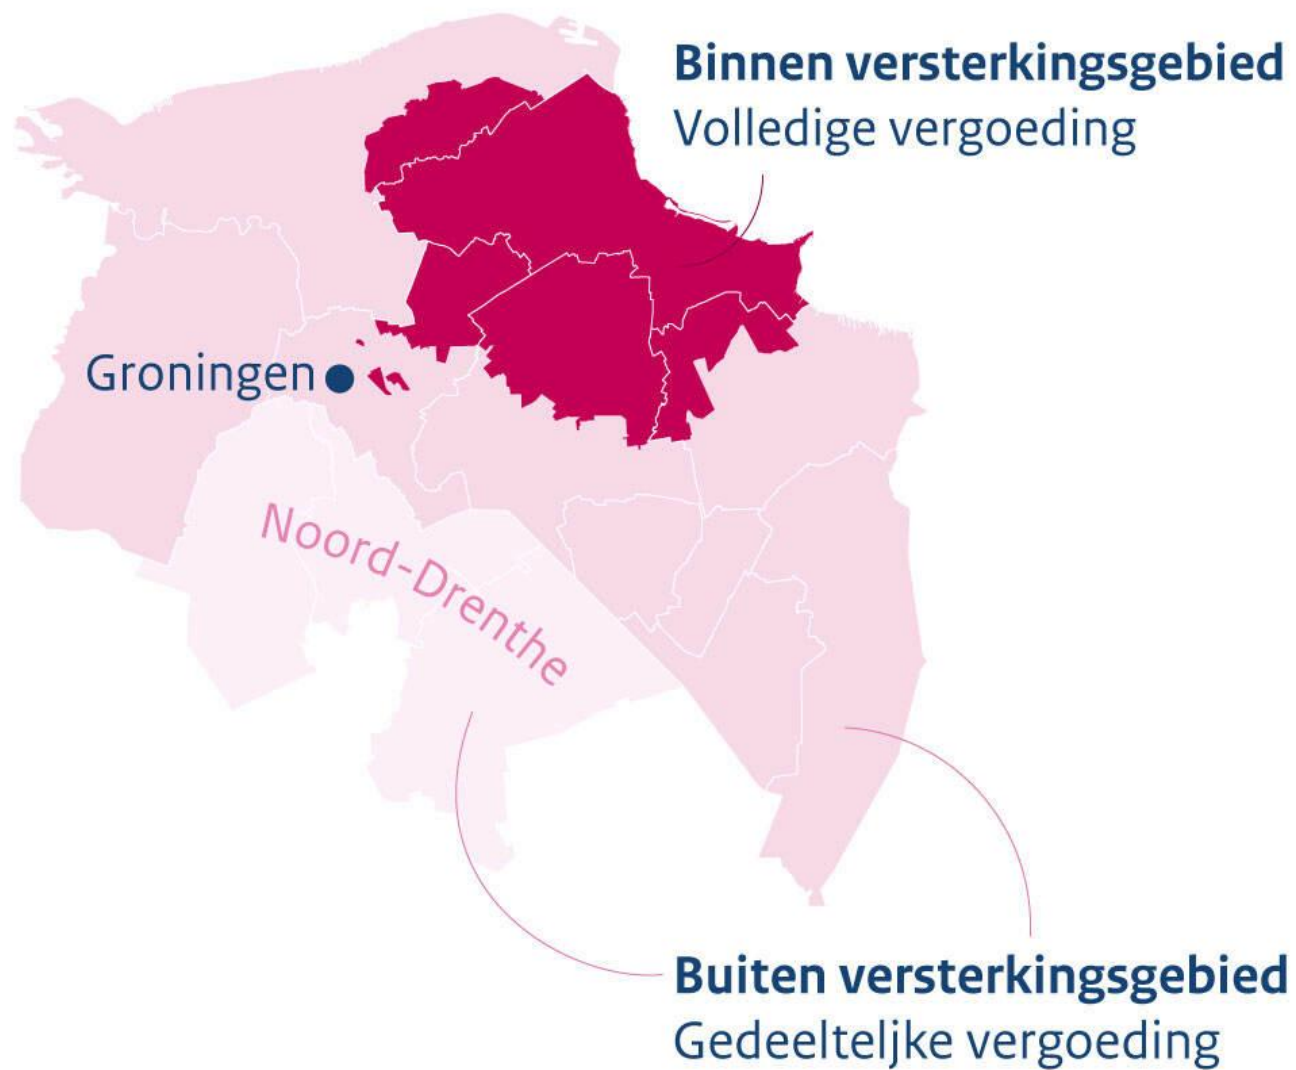 Binnen versterkingsgebied
Volledige vergoeding
Groningen
Noord-Drenthe
Buiten versterkingsgebied
Gedeelteljke vergoeding